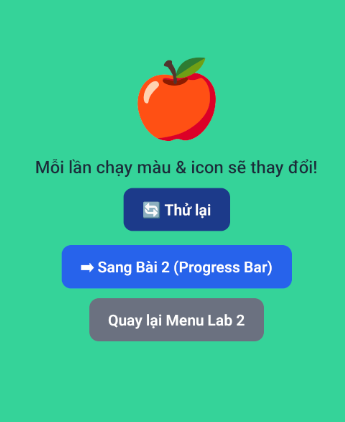 Mỗi lần chạy màu & icon sẽ thay đổi!
🔄 Thử lại
➡ Sang Bài 2 (Progress Bar)
Quay lại Menu Lab 2